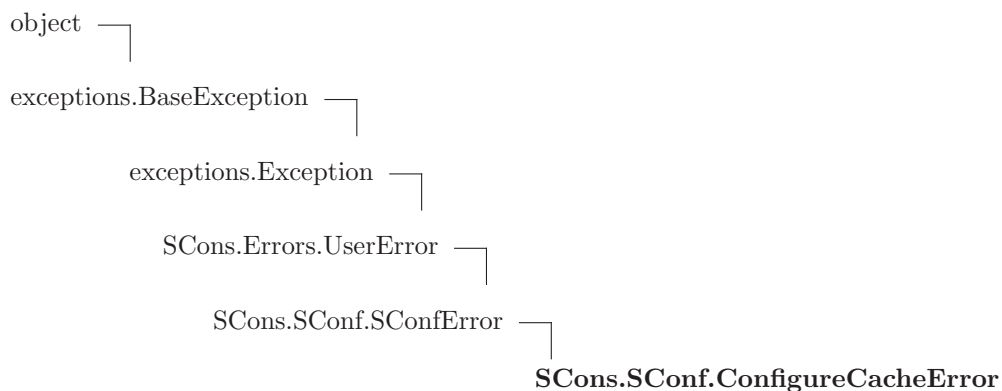 object
exceptions.BaseException
exceptions.Exception
SCons.Errors.UserError
SCons.SConf.SConfError
SCons.SConf.ConfigureCacheError